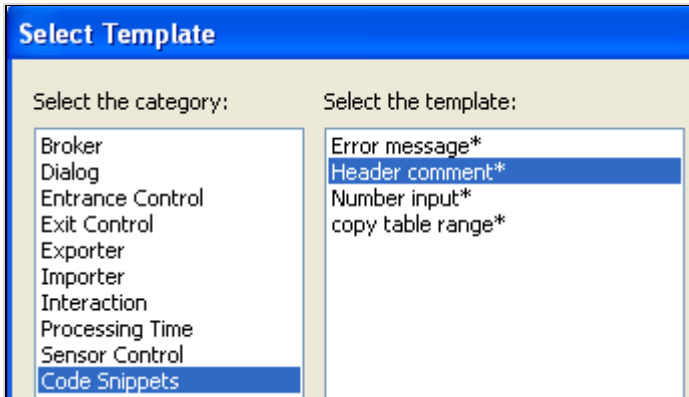 Select Template
Select the category:
Broker
Dialog
Entrance Control
Exit Control
Exporter
Importer
Interaction
Processing Time
Sensor Control
Code Snippets
Select the template:
Error message*
Header comment*
Number input*
copy table range*